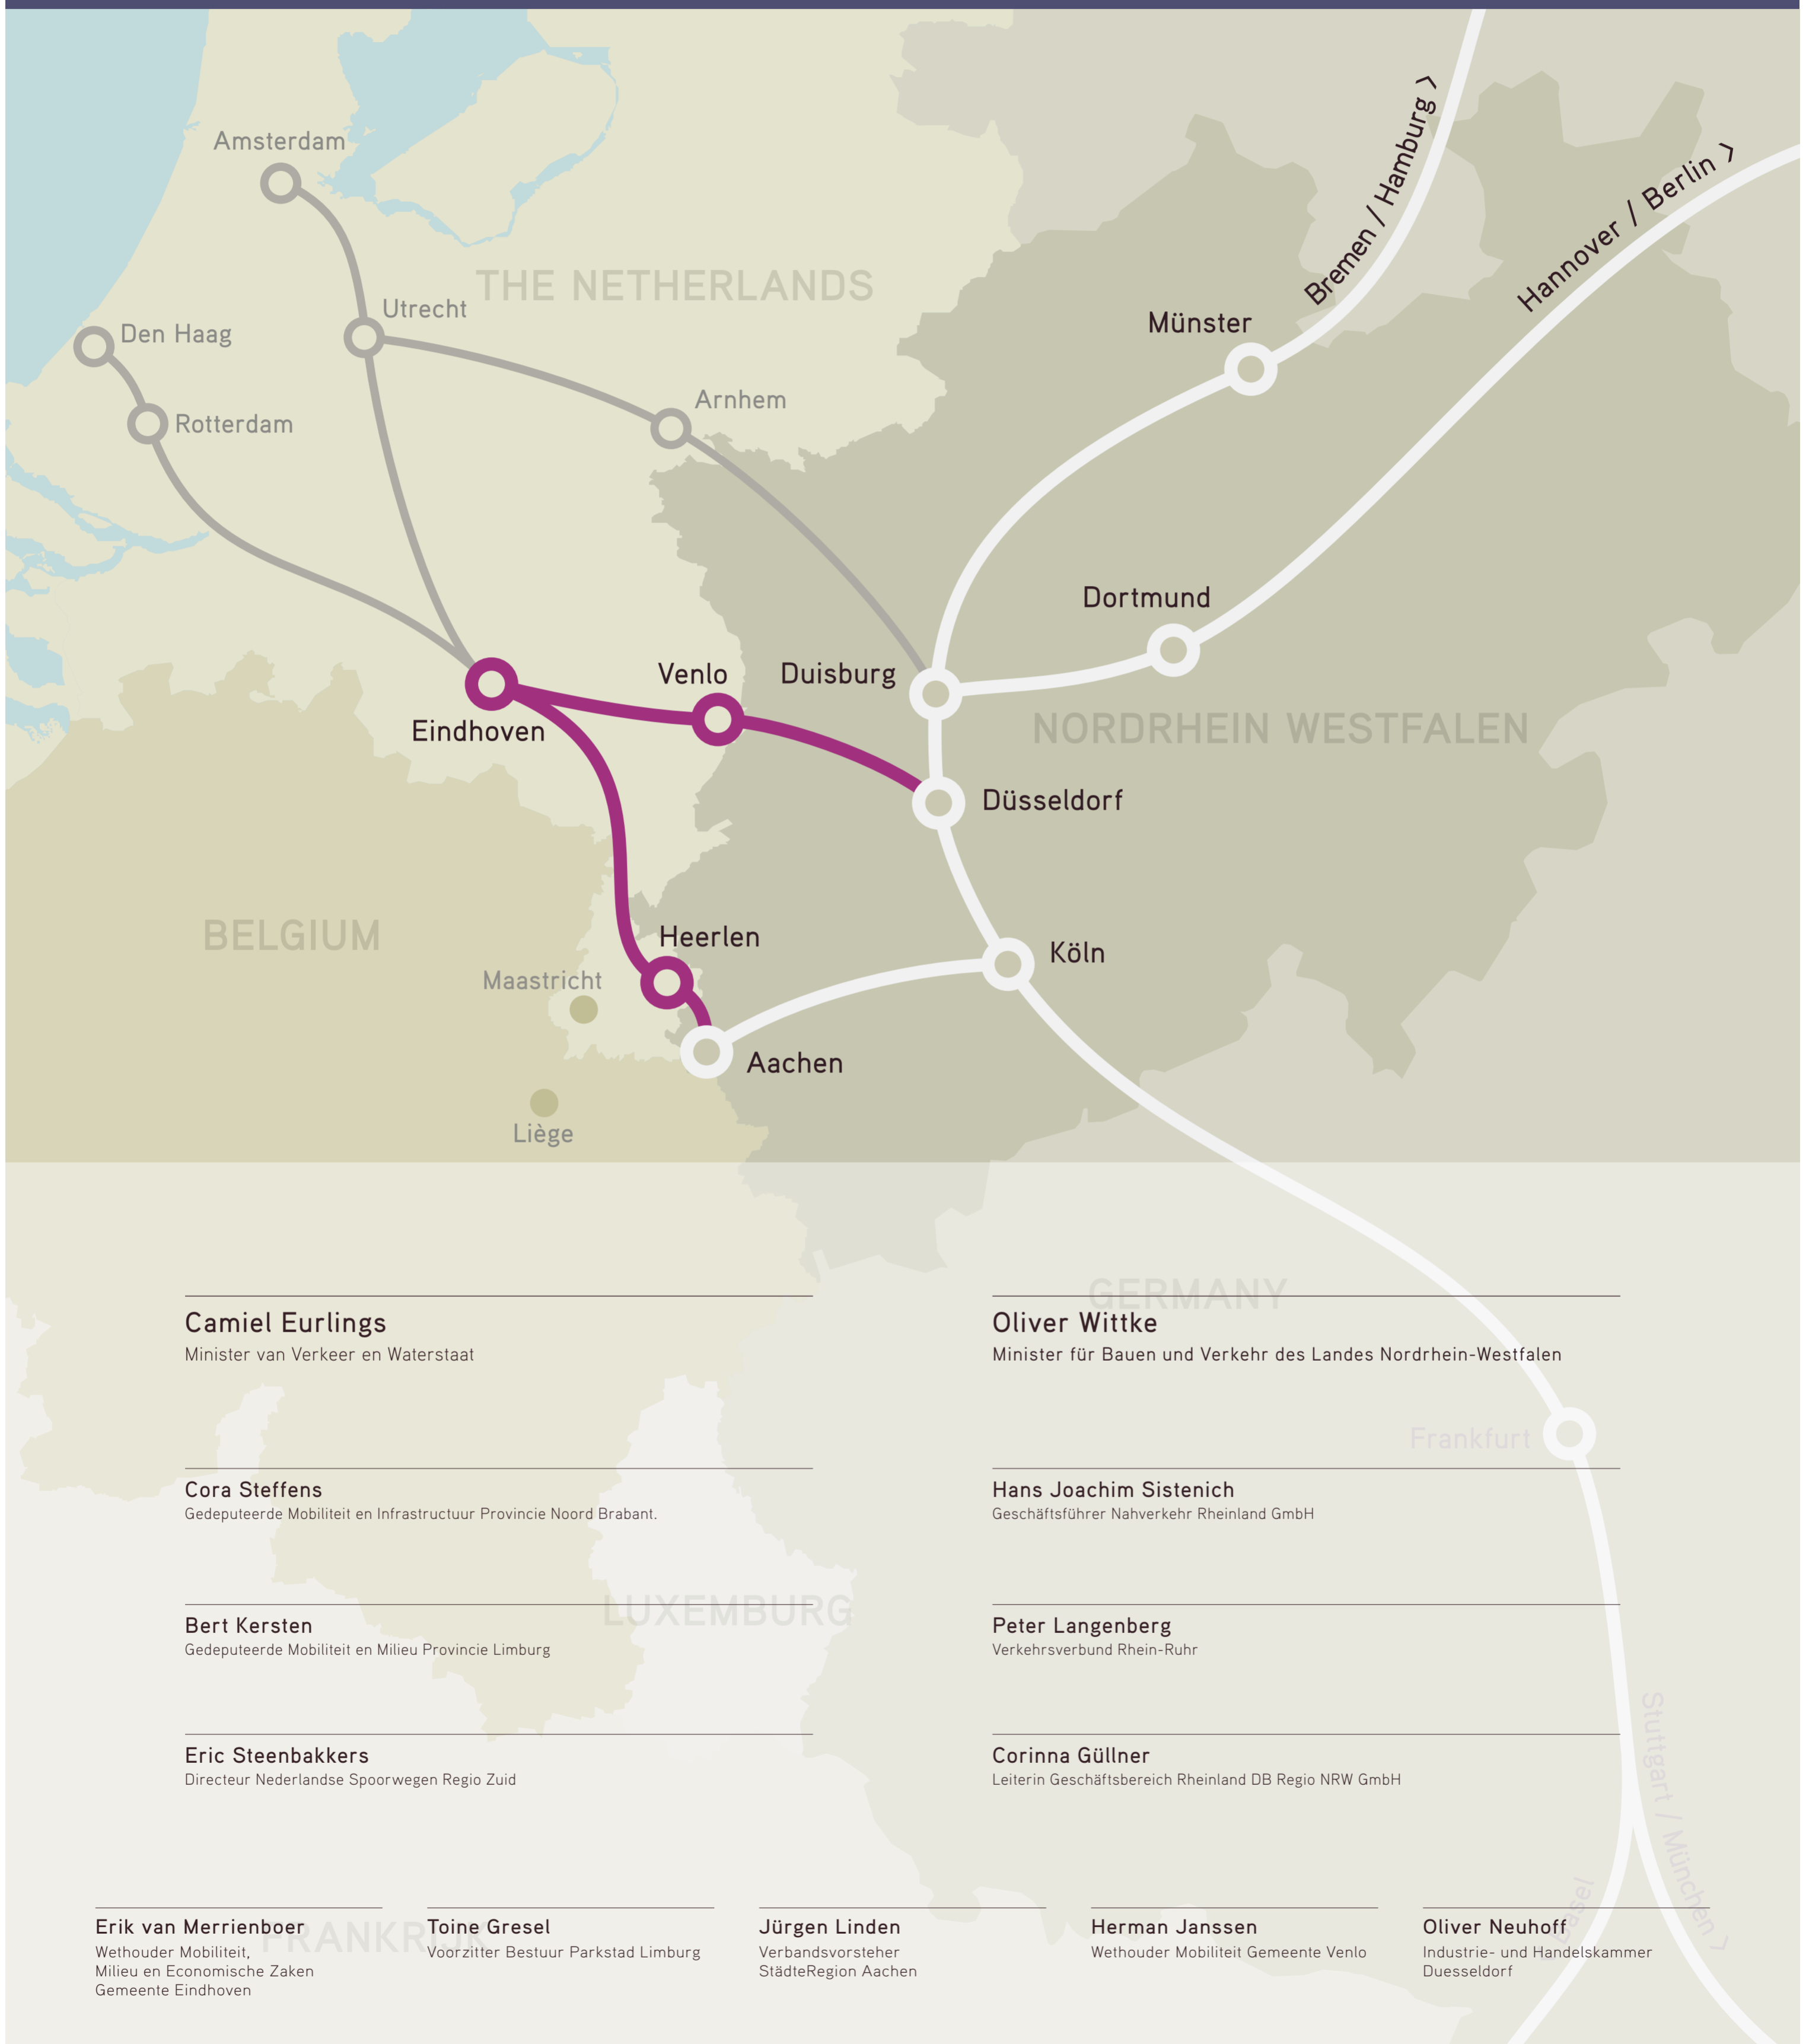 Amsterdam
Bremen / Hamburg >
Hannover / Berlin >
THE NETHERLANDS
Utrecht
Den Haag
Münster
Arnhem
Rotterdam
Dortmund
Venlo
Duisburg
Eindhoven
NORDRHEIN WESTFALEN
Düsseldorf
BELGIUM
Heerlen
Köln
Maastricht
Aachen
Liège
GERMANY
Camiel Eurlings
Minister van Verkeer en Waterstaat
Oliver Wittke
Minister für Bauen und Verkehr des Landes Nordrhein-Westfalen
Frankfurt
Cora Steffens
Gedeputeerde Mobiliteit en Infrastructuur Provincie Noord Brabant.
Hans Joachim Sistenich
Geschäftsführer Nahverkehr Rheinland GmbH
LUXEMBURG
Bert Kersten
Gedeputeerde Mobiliteit en Milieu Provincie Limburg
Peter Langenberg
Verkehrsverbund Rhein-Ruhr
Stuttgart / München >
Eric Steenbakkers
Directeur Nederlandse Spoorwegen Regio Zuid
Corinna Güllner
Leiterin Geschäftsbereich Rheinland DB Regio NRW GmbH
Basel
FRANKRIJK
Erik van Merrienboer
Wethouder Mobiliteit,
Milieu en Economische Zaken
Gemeente Eindhoven
Toine Gresel
Voorzitter Bestuur Parkstad Limburg
Jürgen Linden
Verbandsvorsteher
StädteRegion Aachen
Herman Janssen
Wethouder Mobiliteit Gemeente Venlo
Oliver Neuhoff
Industrie- und Handelskammer
Duesseldorf